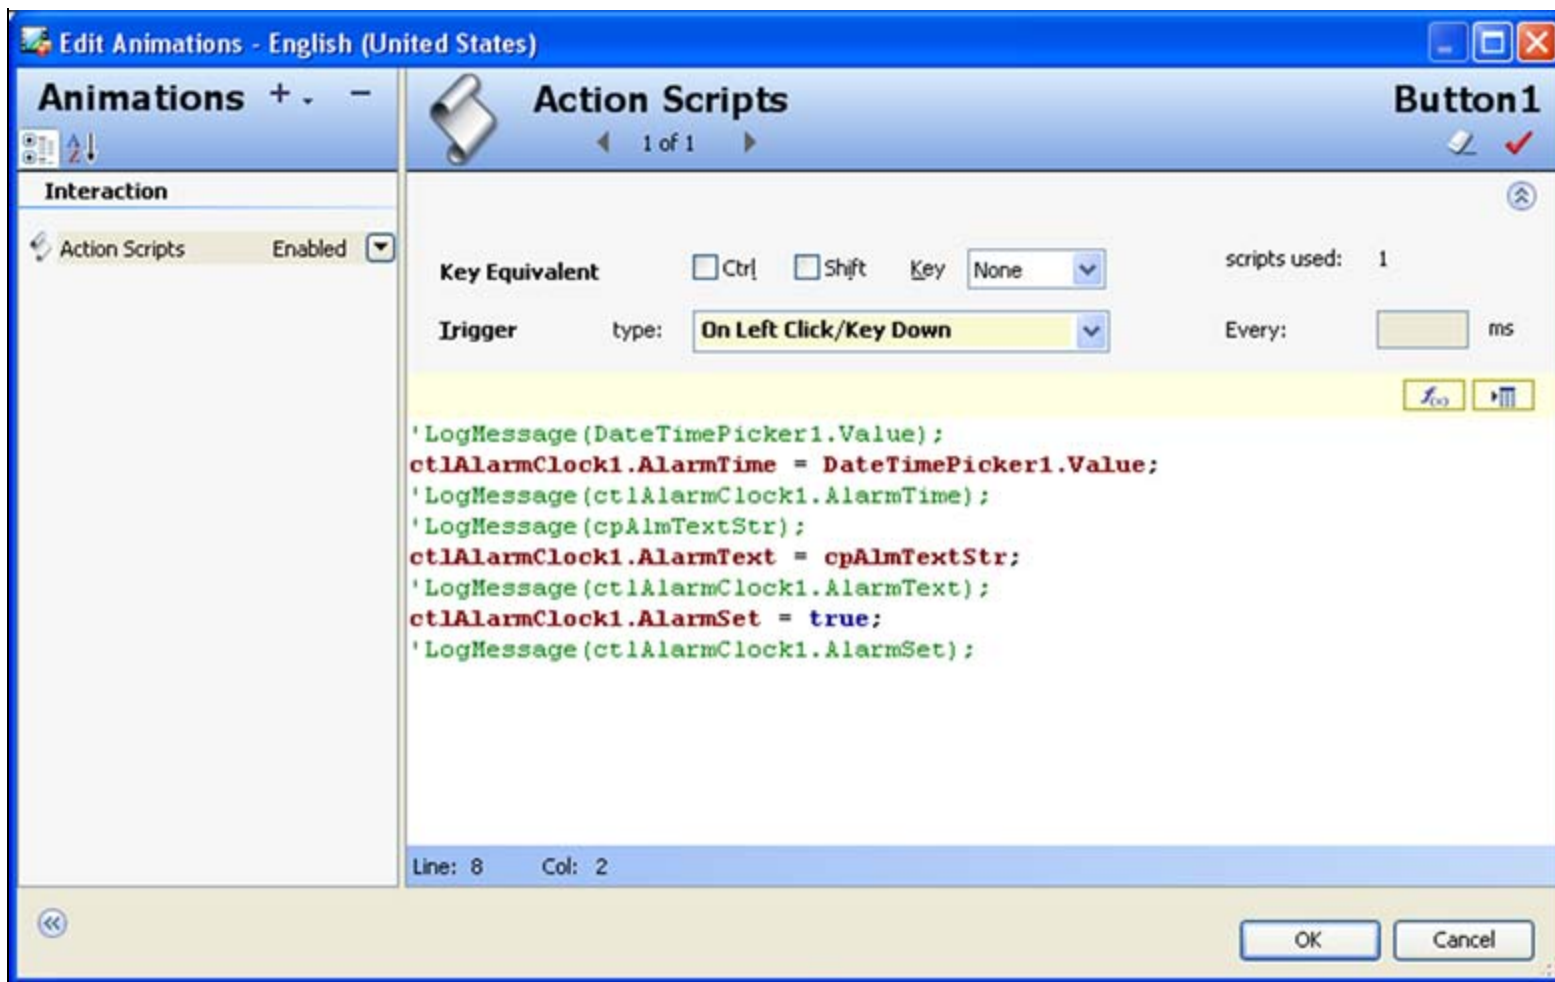 Edit Animations - English (United States)
Animations + - 
Action Scripts
Button1
1 of 1
Interaction
Action Scripts Enabled
Key Equivalent Ctrl Shift Key None scripts used: 1
Trigger type: On Left Click/Key Down Every: ms
f(x)
'LogMessage(DateTimePicker1.Value);
ctlAlarmClock1.AlarmTime = DateTimePicker1.Value;
'LogMessage(ctlAlarmClock1.AlarmTime);
'LogMessage(cpAlmTextStr);
ctlAlarmClock1.AlarmText = cpAlmTextStr;
'LogMessage(ctlAlarmClock1.AlarmText);
ctlAlarmClock1.AlarmSet = true;
'LogMessage(ctlAlarmClock1.AlarmSet);
Line: 8 Col: 2
OK Cancel